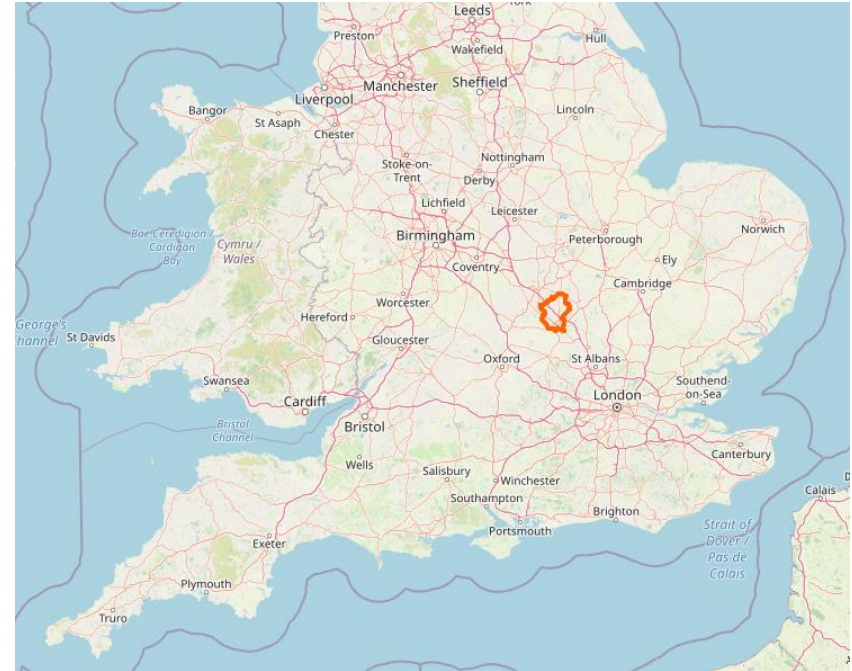 Leeds
York
Preston
Wakefield
Hull
Liverpool
Manchester
Sheffield
Bangor
St Asaph
Chester
Lincoln
Stoke-on-
Trent
Nottingham
Derby
Lichfield
Leicester
Birmingham
Peterborough
Norwich
Coventry
Ely
Cambridge
Bae Ceredigion /
Cardigan
Bay
Cymru /
Wales
Worcester
Hereford
George's
hannel
St Davids
Gloucester
Oxford
St Albans
Swansea
Cardiff
London
Southend-
on-Sea
Bristol
Channel
Bristol
Wells
Canterbury
Salisbury
Winchester
Calais
Southampton
Brighton
Portsmouth
Exeter
Strait of
Dover /
Pas de
Calais
Plymouth
Truro